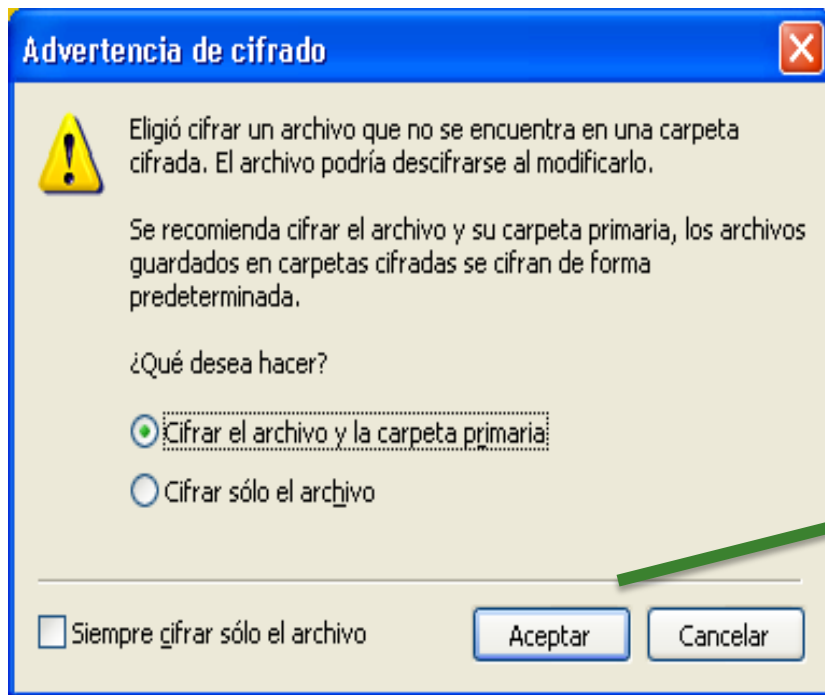 Advertencia de cifrado
Eligió cifrar un archivo que no se encuentra en una carpeta
cifrada. El archivo podría descifrarse al modificarlo.
Se recomienda cifrar el archivo y su carpeta primaria, los archivos
guardados en carpetas cifradas se cifran de forma
predeterminada.
¿Qué desea hacer?
Cifrar el archivo y la carpeta primaria
Cifrar sólo el archivo
Siempre cifrar sólo el archivo
Aceptar
Cancelar